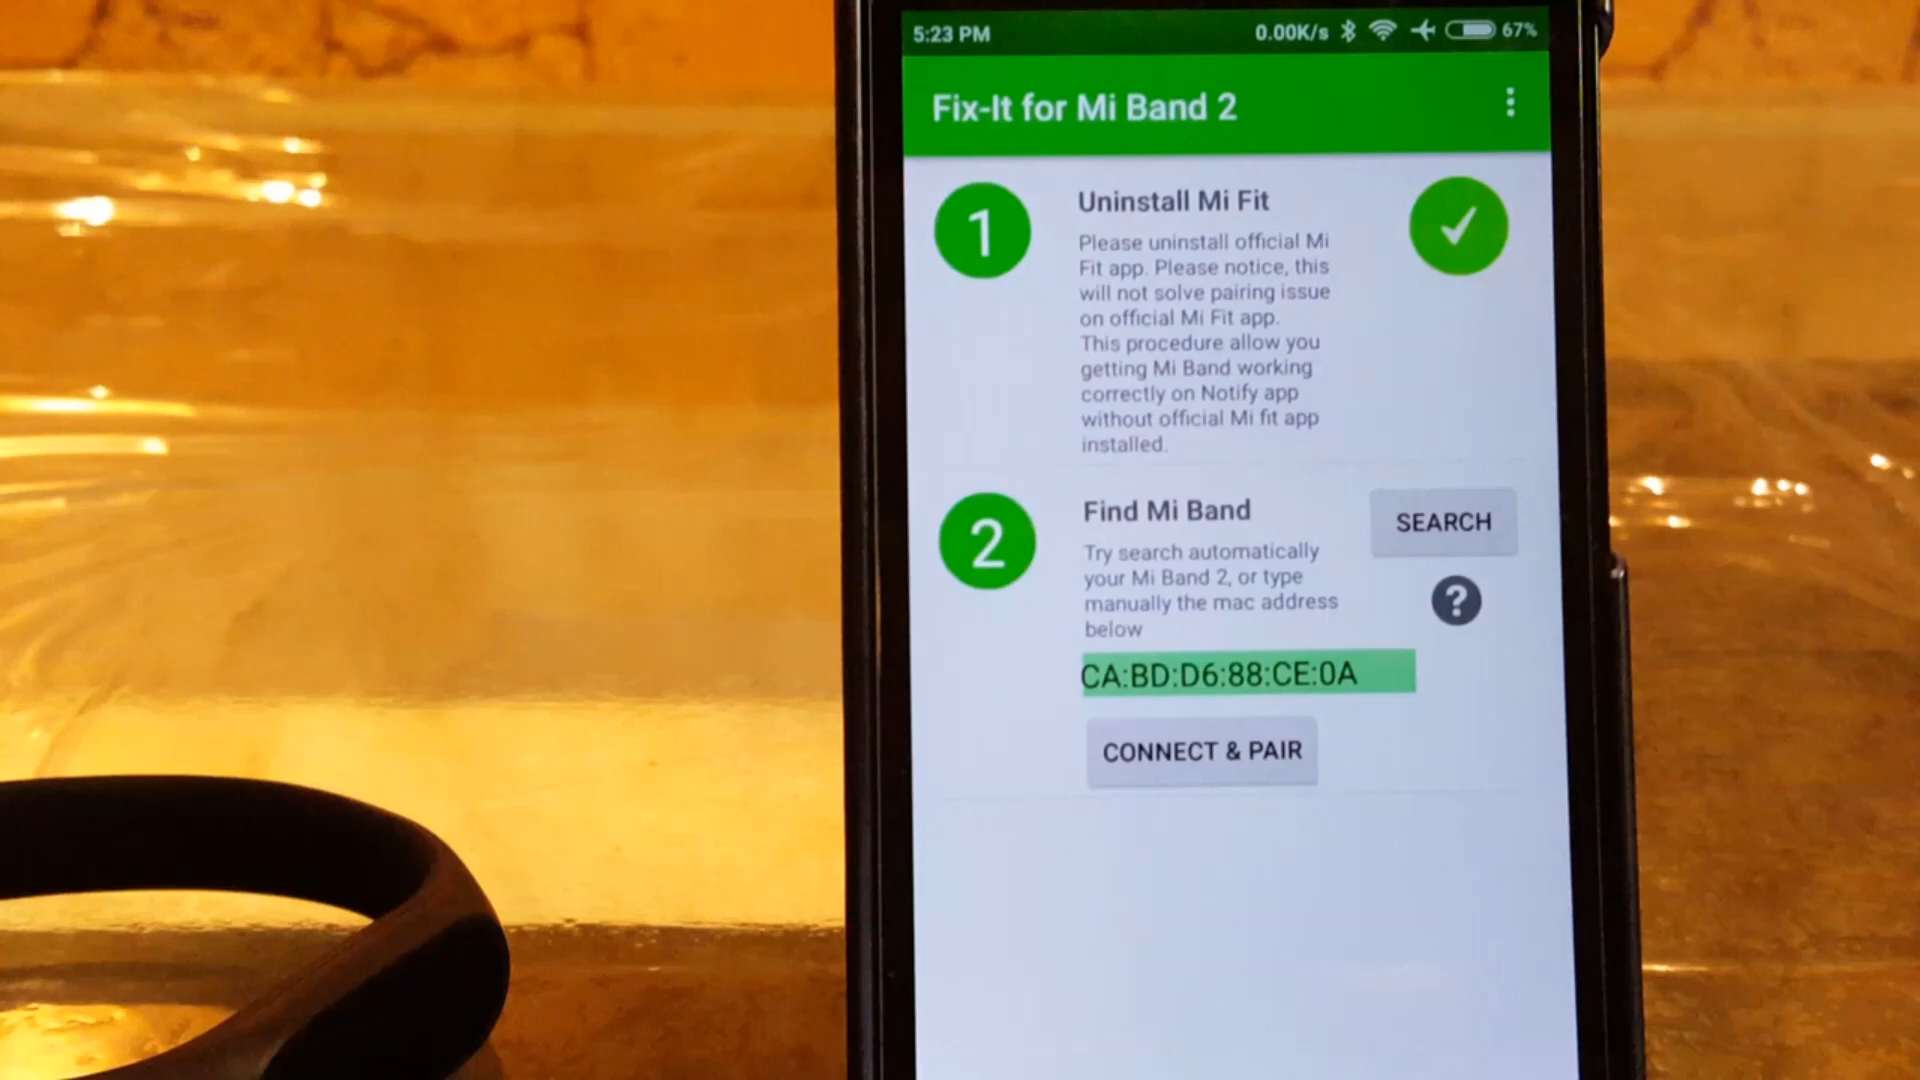 5:23 PM 0.00K/s 67%
Fix-It for Mi Band 2
1
Uninstall Mi Fit
Please uninstall official Mi
Fit app. Please notice, this
will not solve pairing issue
on official Mi Fit app.
This procedure allow you
getting Mi Band working
correctly on Notify app
without official Mi fit app
installed.
2
Find Mi Band
SEARCH
Try search automatically
your Mi Band 2, or type
manually the mac address
below
?
CA:BD:D6:88:CE:0A
CONNECT & PAIR